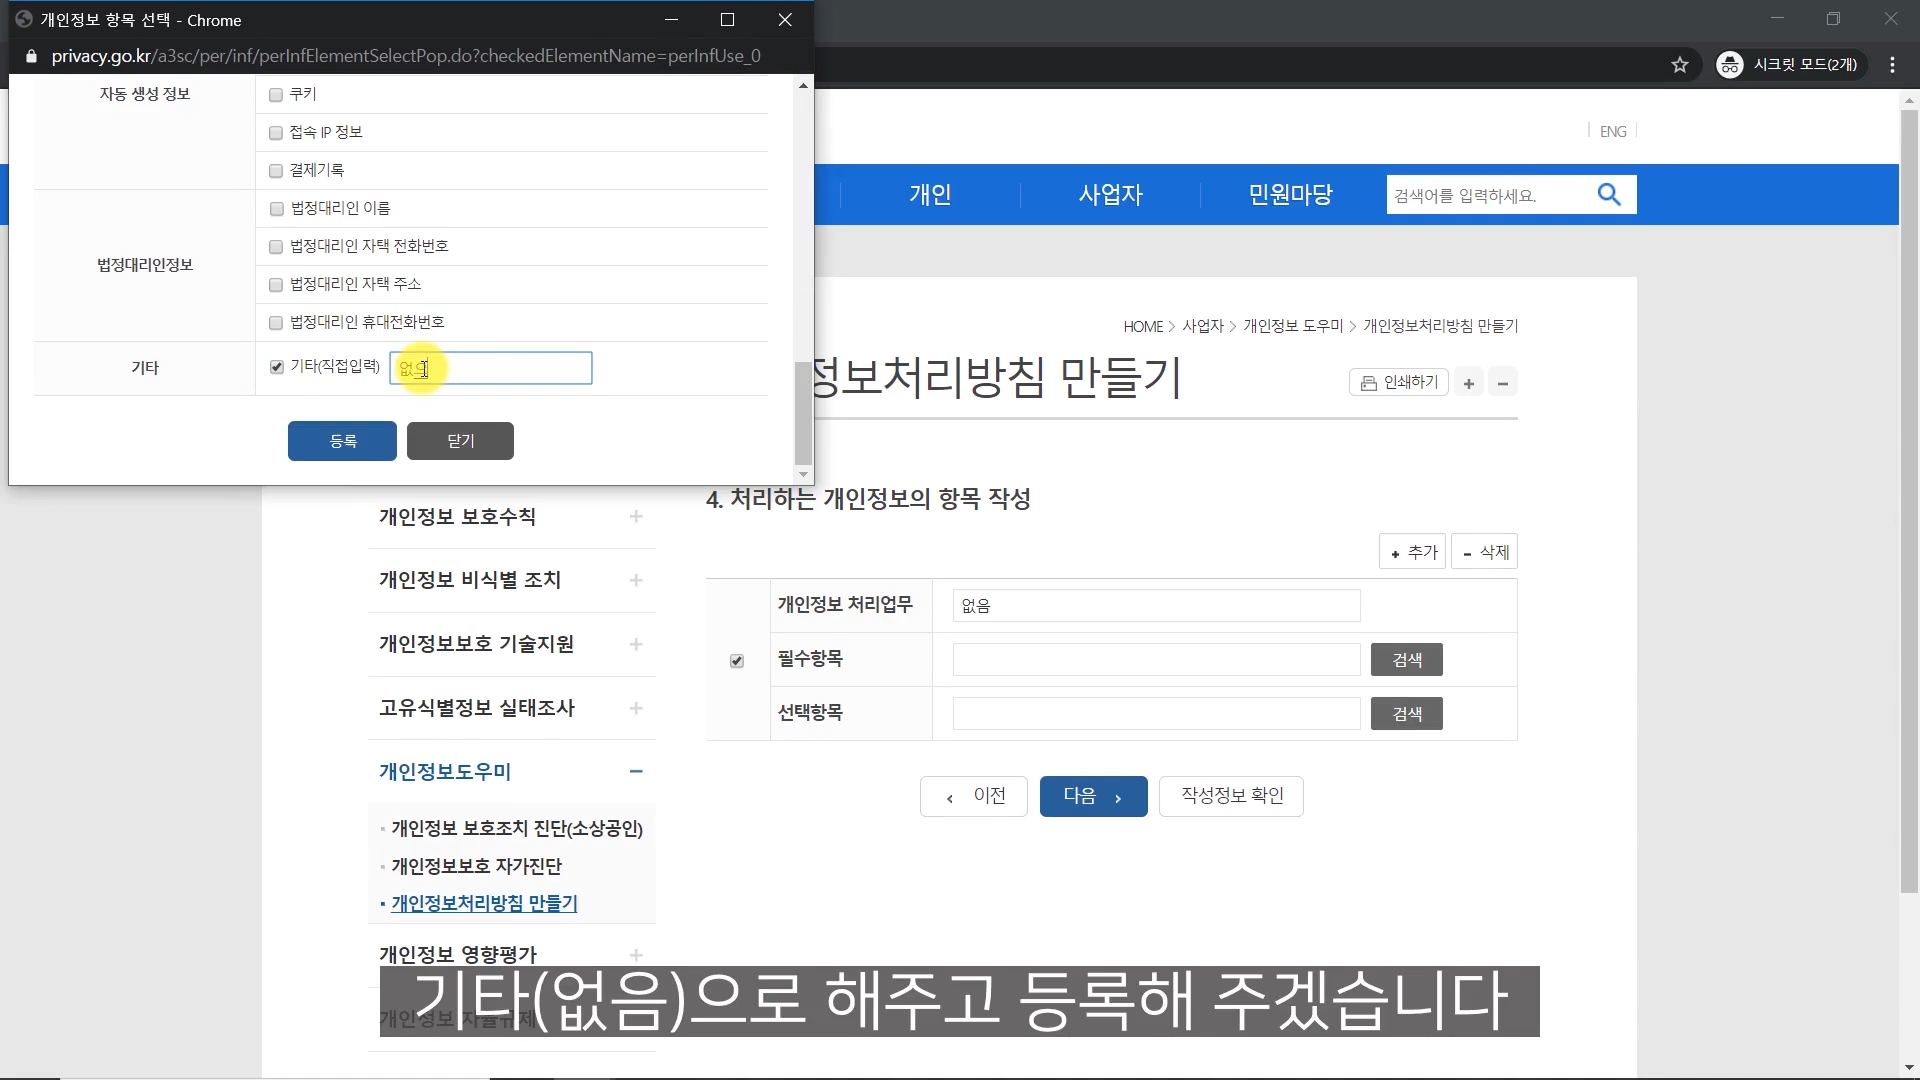 개인정보 항목 선택 - Chrome
privacy.go.kr/a3sc/per/inf/perInfElementSelectPop.do?checkedElementName=perInfUse_0
시크릿 모드(2개)
자동 생성 정보
쿠키
접속 IP 정보
결제기록
법정대리인정보
법정대리인 이름
법정대리인 자택 전화번호
법정대리인 자택 주소
법정대리인 휴대전화번호
기타
기타(직접입력)
없으
등록
닫기
ENG
개인
사업자
민원마당
검색어를 입력하세요.
HOME > 사업자 > 개인정보 도우미 > 개인정보처리방침 만들기
정보처리방침 만들기
인쇄하기
+
-
4. 처리하는 개인정보의 항목 작성
+ 추가
- 삭제
개인정보 처리업무
없음
필수항목
검색
선택항목
검색
‹ 이전
다음 ›
작성정보 확인
개인정보 보호수칙 +
개인정보 비식별 조치 +
개인정보보호 기술지원 +
고유식별정보 실태조사 +
개인정보도우미 −
개인정보 보호조치 진단(소상공인)
개인정보보호 자가진단
개인정보처리방침 만들기
개인정보 영향평가 +
개인정보 자율규제
기타(없음)으로 해주고 등록해 주겠습니다